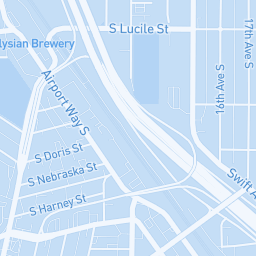 S Lucile St
17th Ave S
lysian Brewery
Airport Way S
16th Ave S
S Doris St
S Nebraska St
Swift A
S Harney St